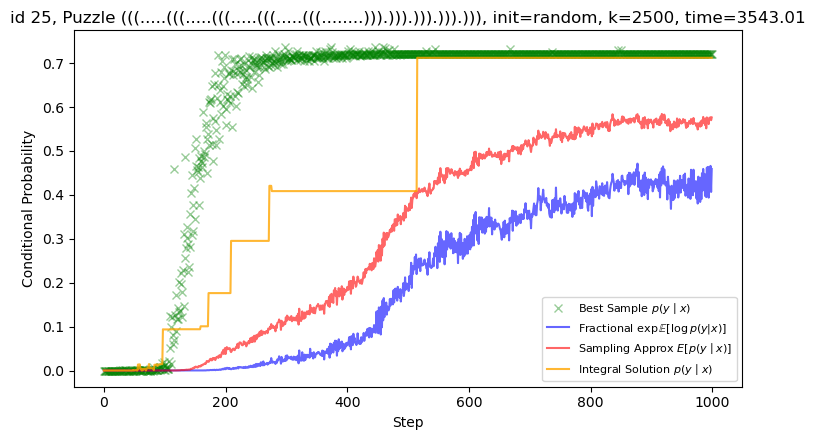 id 25, Puzzle (((.....(((.....(((.....(((.....(((........))).))).))).))).))), init=random, k=2500, time=3543.01
Conditional Probability
0.7
0.6
0.5
0.4
0.3
0.2
0.1
0.0
Best Sample p(y | x)
Fractional exp 𝔼[log p(y|x)]
Sampling Approx E[p(y | x)]
Integral Solution p(y | x)
0 200 400 600 800 1000
Step